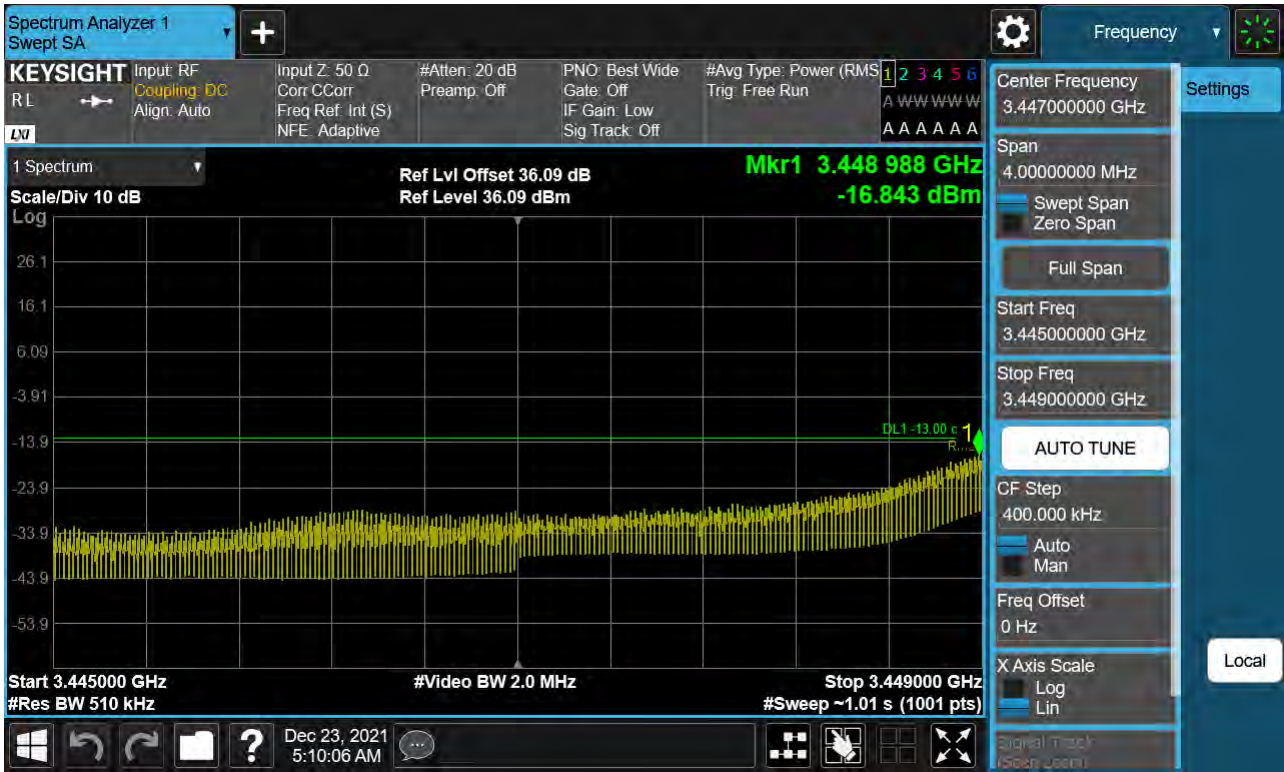 Spectrum Analyzer 1
Swept SA
Frequency
KEYSIGHT
RL
LXI
Input: RF
Coupling: DC
Align: Auto
Input Z: 50 Ω
Corr CCorr
Freq Ref: Int (S)
NFE: Adaptive
#Atten: 20 dB
Preamp: Off
PNO: Best Wide
Gate: Off
IF Gain: Low
Sig Track: Off
#Avg Type: Power (RMS
Trig: Free Run
1 2 3 4 5 6
A W W W W W
A A A A A A
1 Spectrum
Scale/Div 10 dB
Log
Ref Lvl Offset 36.09 dB
Ref Level 36.09 dBm
Mkr1 3.448 988 GHz
-16.843 dBm
26.1
16.1
6.09
-3.91
-13.9
-23.9
-33.9
-43.9
-53.9
DL1 -13.00
1
Start 3.445000 GHz
#Res BW 510 kHz
#Video BW 2.0 MHz
Stop 3.449000 GHz
#Sweep ~1.01 s (1001 pts)
Center Frequency
3.447000000 GHz
Span
4.00000000 MHz
Swept Span
Zero Span
Full Span
Start Freq
3.445000000 GHz
Stop Freq
3.449000000 GHz
AUTO TUNE
CF Step
400.000 kHz
Auto
Man
Freq Offset
0 Hz
X Axis Scale
Log
Lin
Signal Track
(Span Zoom)
Settings
Local
?
Dec 23, 2021
5:10:06 AM